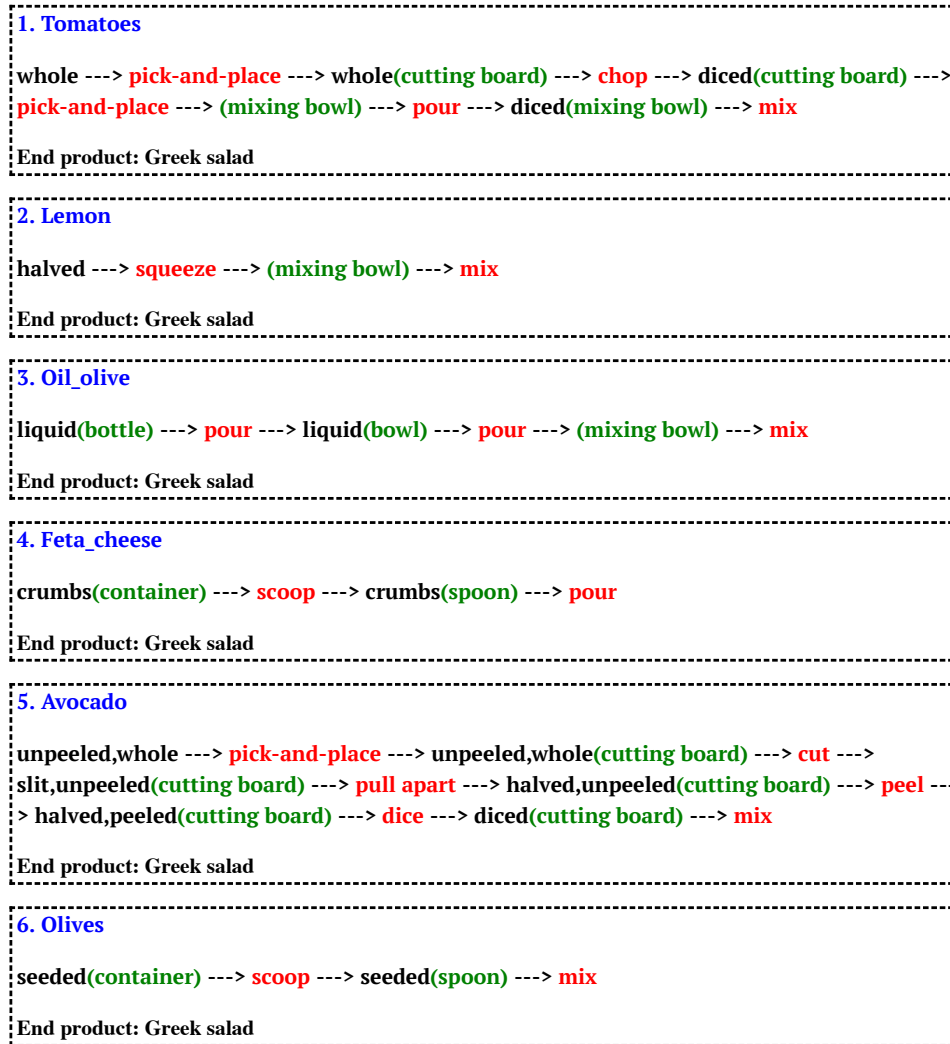 1. Tomatoes
whole ---> pick-and-place ---> whole(cutting board) ---> chop ---> diced(cutting board) --->
pick-and-place ---> (mixing bowl) ---> pour ---> diced(mixing bowl) ---> mix
End product: Greek salad
2. Lemon
halved ---> squeeze ---> (mixing bowl) ---> mix
End product: Greek salad
3. Oil_olive
liquid(bottle) ---> pour ---> liquid(bowl) ---> pour ---> (mixing bowl) ---> mix
End product: Greek salad
4. Feta_cheese
crumbs(container) ---> scoop ---> crumbs(spoon) ---> pour
End product: Greek salad
5. Avocado
unpeeled,whole ---> pick-and-place ---> unpeeled,whole(cutting board) ---> cut --->
slit,unpeeled(cutting board) ---> pull apart ---> halved,unpeeled(cutting board) ---> peel ---
> halved,peeled(cutting board) ---> dice ---> diced(cutting board) ---> mix
End product: Greek salad
6. Olives
seeded(container) ---> scoop ---> seeded(spoon) ---> mix
End product: Greek salad